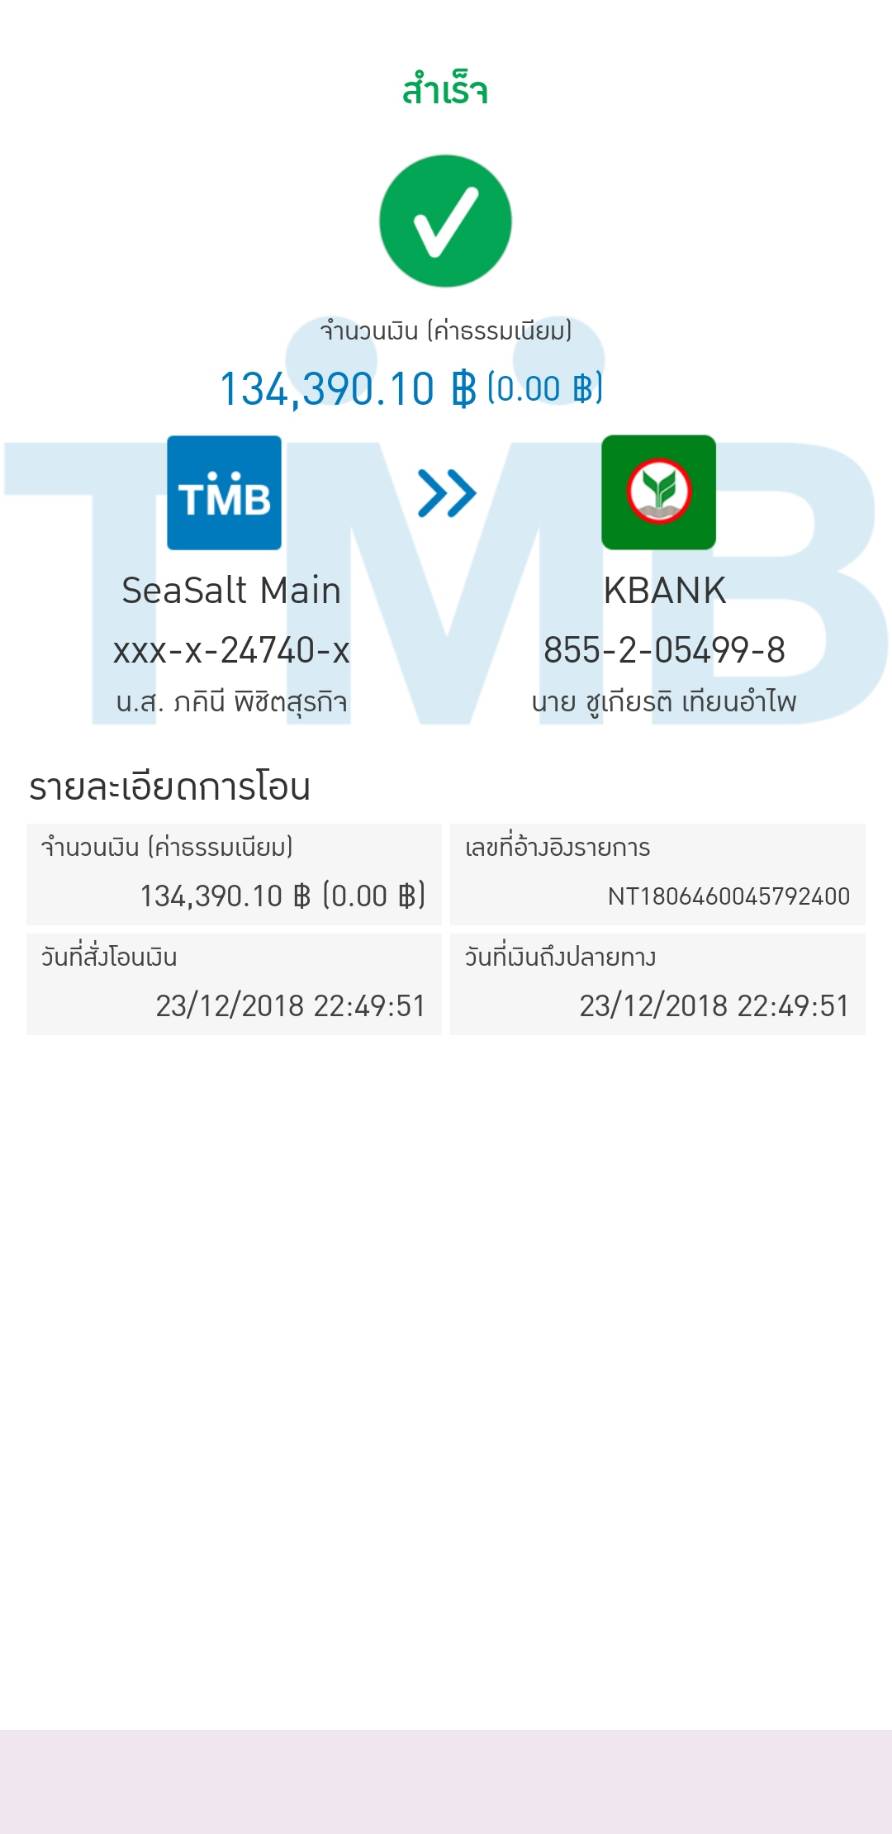 สำเร็จ
จำนวนเงิน (ค่าธรรมเนียม)
134,390.10 ฿ (0.00 ฿)
TMB
TMB
SeaSalt Main
KBANK
xxx-x-24740-x
855-2-05499-8
น.ส. ภคินี พิชิตสุรกิจ
นาย ชูเกียรติ เทียนอำไพ
รายละเอียดการโอน
จำนวนเงิน (ค่าธรรมเนียม)
134,390.10 ฿ (0.00 ฿)
เลขที่อ้างอิงรายการ
NT1806460045792400
วันที่สั่งโอนเงิน
23/12/2018 22:49:51
วันที่เงินถึงปลายทาง
23/12/2018 22:49:51